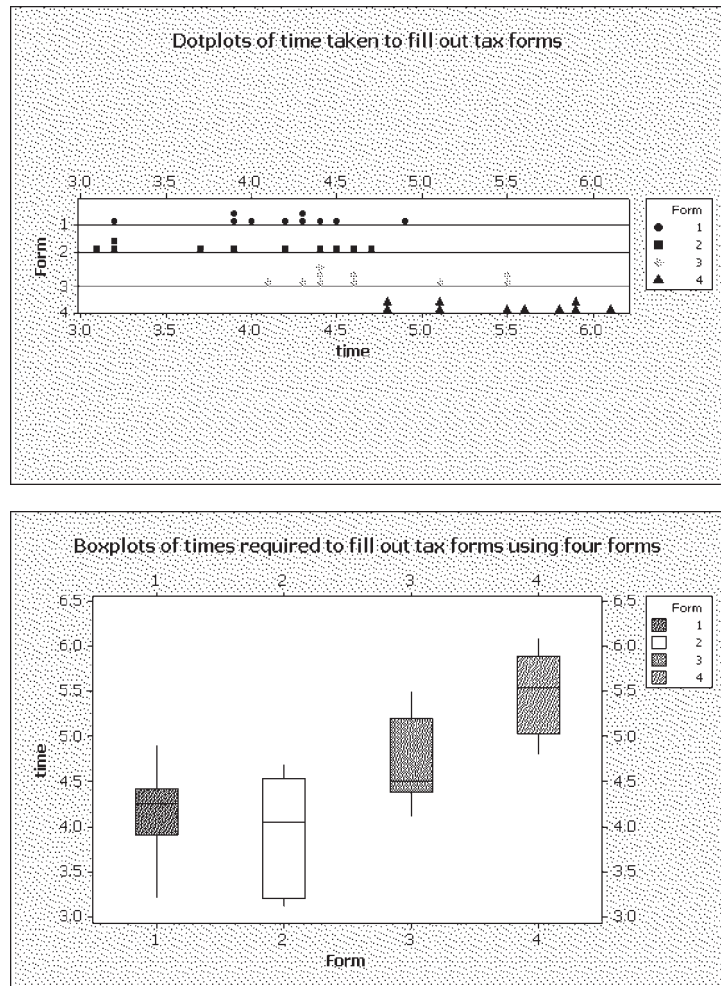 Dotplots of time taken to fill out tax forms
3.0 3.5 4.0 4.5 5.0 5.5 6.0
Form
1
2
3
4
3.0 3.5 4.0 4.5 5.0 5.5 6.0
time
Form
1
2
3
4
Boxplots of times required to fill out tax forms using four forms
1 2 3 4
6.5 6.5
6.0 6.0
5.5 5.5
5.0 5.0
time
4.5 4.5
4.0 4.0
3.5 3.5
3.0 3.0
1 2 3 4
Form
Form
1
2
3
4